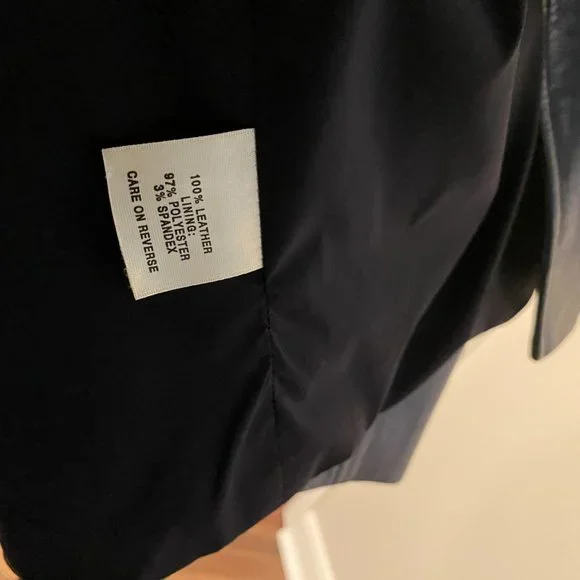 100% LEATHER
LINING:
97% POLYESTER
3% SPANDEX
CARE ON REVERSE